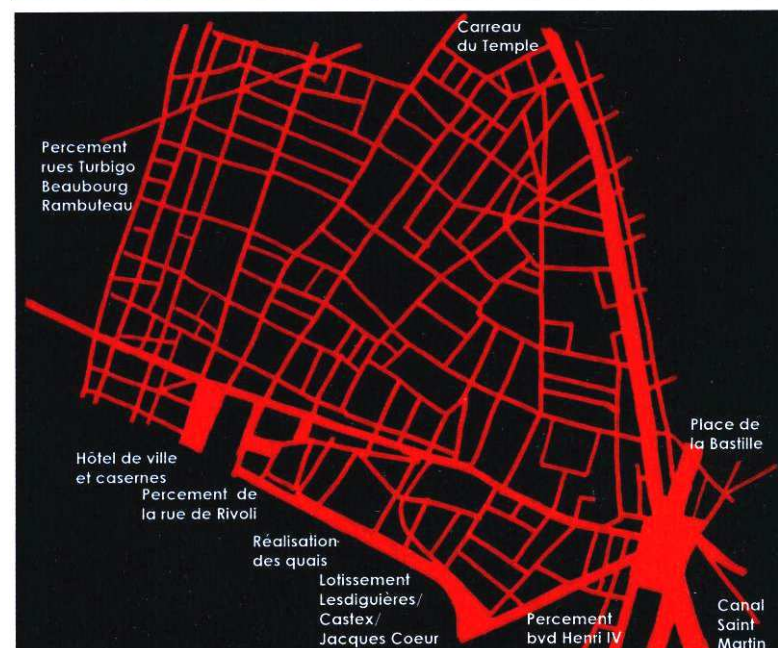 Carreau
du Temple
Percement
rues Turbigo
Beaubourg
Rambuteau
Place de
la Bastille
Hôtel de ville
et casernes
Percement de
la rue de Rivoli
Réalisation
des quais
Lotissement
Lesdiguières/
Castex/
Jacques Coeur
Percement
bvd Henri IV
Canal
Saint
Martin